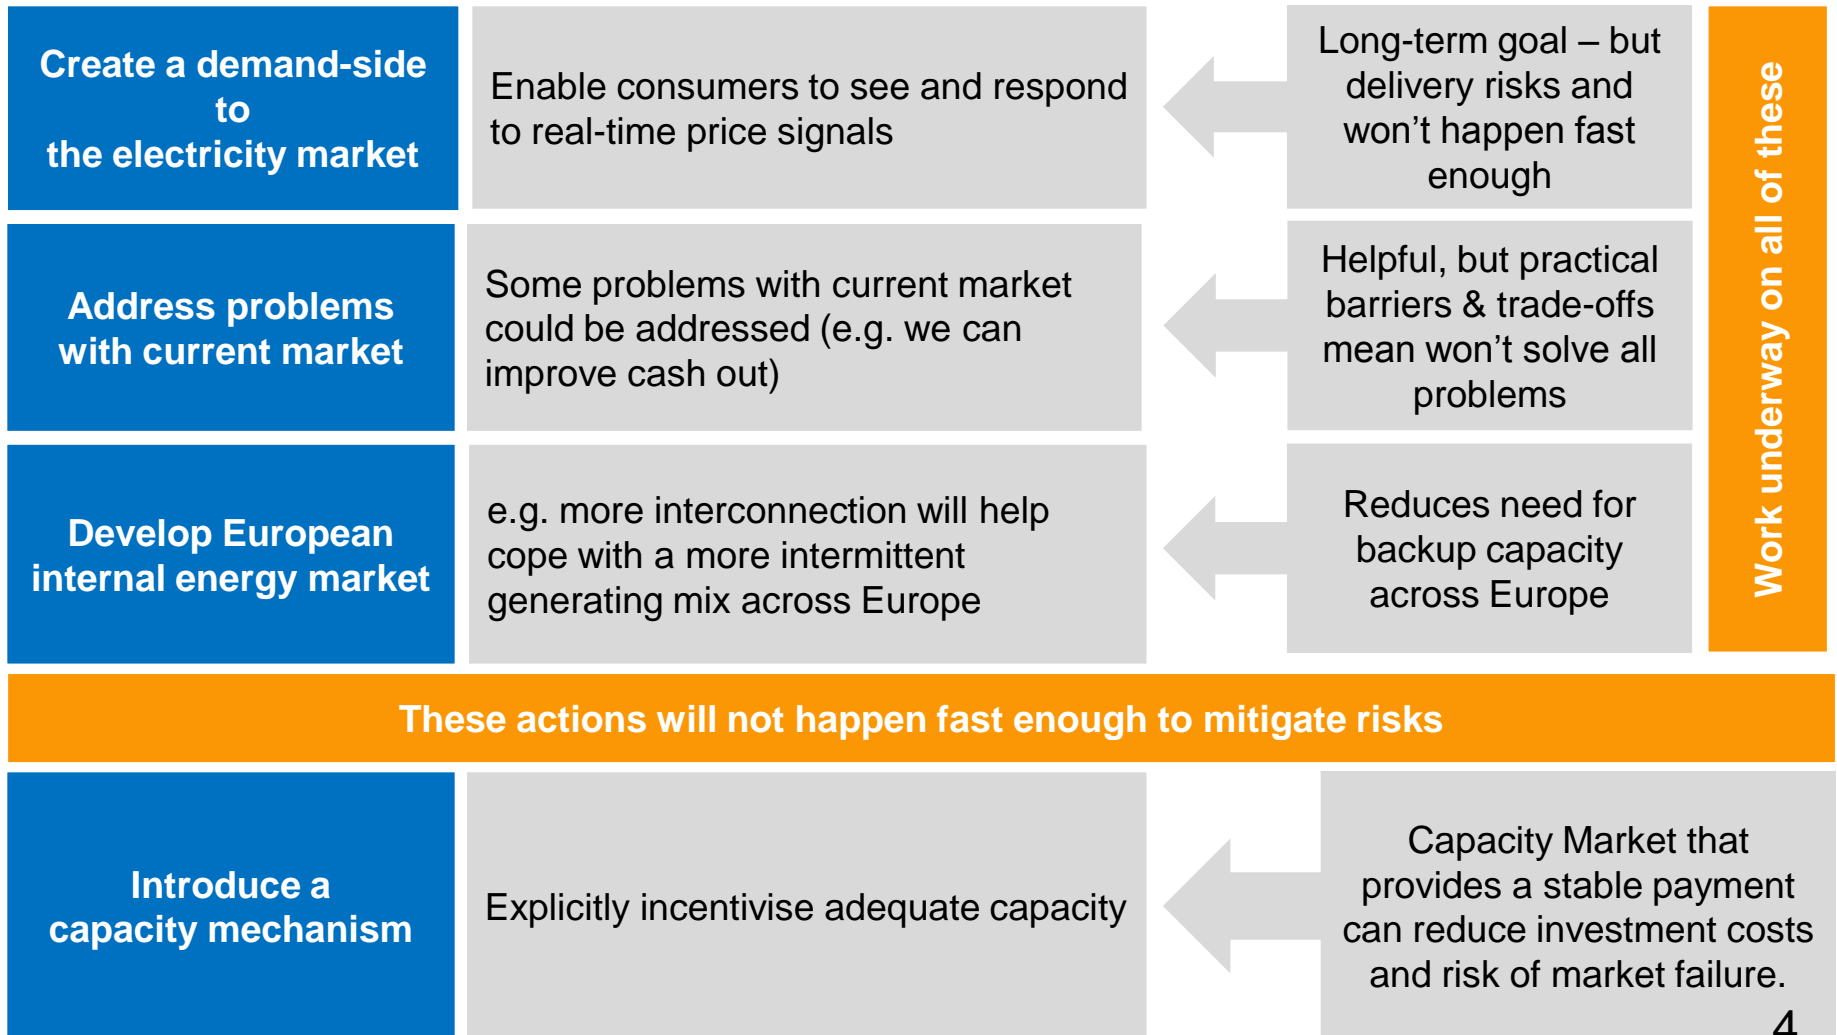 Create a demand-side
to
the electricity market
Enable consumers to see and respond
to real-time price signals
Long-term goal – but
delivery risks and
won’t happen fast
enough
Address problems
with current market
Some problems with current market
could be addressed (e.g. we can
improve cash out)
Helpful, but practical
barriers & trade-offs
mean won’t solve all
problems
Develop European
internal energy market
e.g. more interconnection will help
cope with a more intermittent
generating mix across Europe
Reduces need for
backup capacity
across Europe
Work underway on all of these
These actions will not happen fast enough to mitigate risks
Introduce a
capacity mechanism
Explicitly incentivise adequate capacity
Capacity Market that
provides a stable payment
can reduce investment costs
and risk of market failure.
4